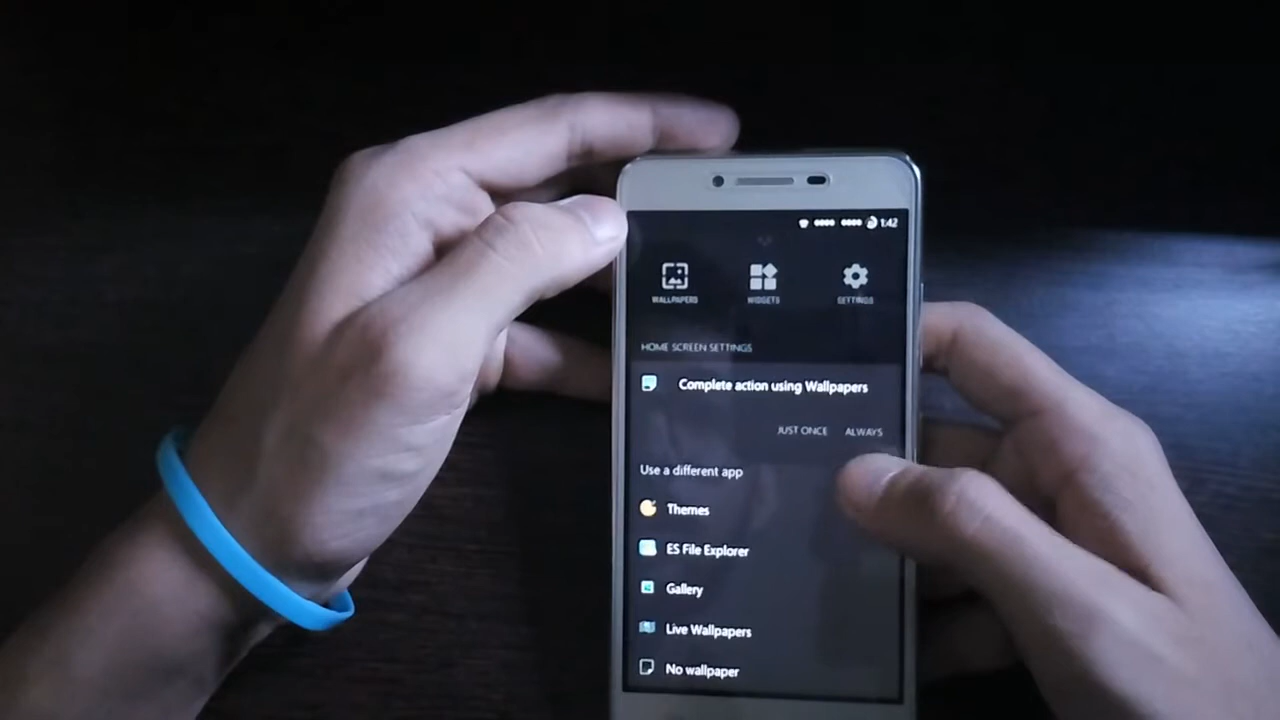 1:42
WALLPAPERS WIDGETS SETTINGS
HOME SCREEN SETTINGS
Complete action using Wallpapers
JUST ONCE ALWAYS
Use a different app
Themes
ES File Explorer
Gallery
Live Wallpapers
No wallpaper